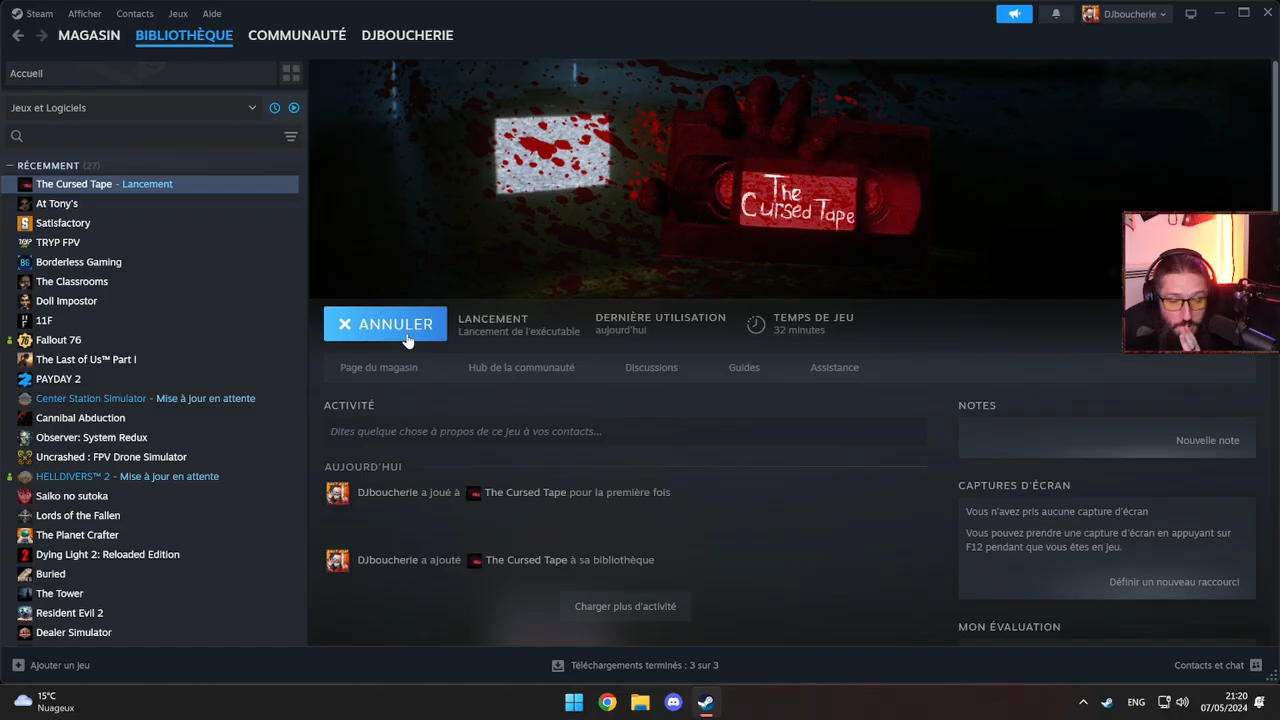 Steam Afficher Contacts Jeux Aide
DJboucherie
MAGASIN BIBLIOTHÈQUE COMMUNAUTÉ DJBOUCHERIE
Accueil
Jeux et Logiciels
RÉCEMMENT (27)
The Cursed Tape - Lancement
At Tony's
Satisfactory
TRYP FPV
Borderless Gaming
The Classrooms
Doll Impostor
11F
Fallout 76
The Last of Us™ Part I
PAYDAY 2
Center Station Simulator - Mise à jour en attente
Cannibal Abduction
Observer: System Redux
Uncrashed : FPV Drone Simulator
HELLDIVERS™ 2 - Mise à jour en attente
Saiko no sutoka
Lords of the Fallen
The Planet Crafter
Dying Light 2: Reloaded Edition
Buried
The Tower
Resident Evil 2
Dealer Simulator
The
Cursed Tape
ANNULER
LANCEMENT
Lancement de l'exécutable
DERNIÈRE UTILISATION
aujourd'hui
TEMPS DE JEU
32 minutes
Page du magasin Hub de la communauté Discussions Guides Assistance
ACTIVITÉ
Dites quelque chose à propos de ce jeu à vos contacts...
AUJOURD'HUI
DJboucherie a joué à The Cursed Tape pour la première fois
DJboucherie a ajouté The Cursed Tape à sa bibliothèque
Charger plus d'activité
NOTES
Nouvelle note
CAPTURES D'ÉCRAN
Vous n'avez pris aucune capture d'écran
Vous pouvez prendre une capture d'écran en appuyant sur
F12 pendant que vous êtes en jeu.
Définir un nouveau raccourci
MON ÉVALUATION
Ajouter un jeu
Téléchargements terminés : 3 sur 3
Contacts et chat
15°C
Nuageux
ENG
21:20
07/05/2024